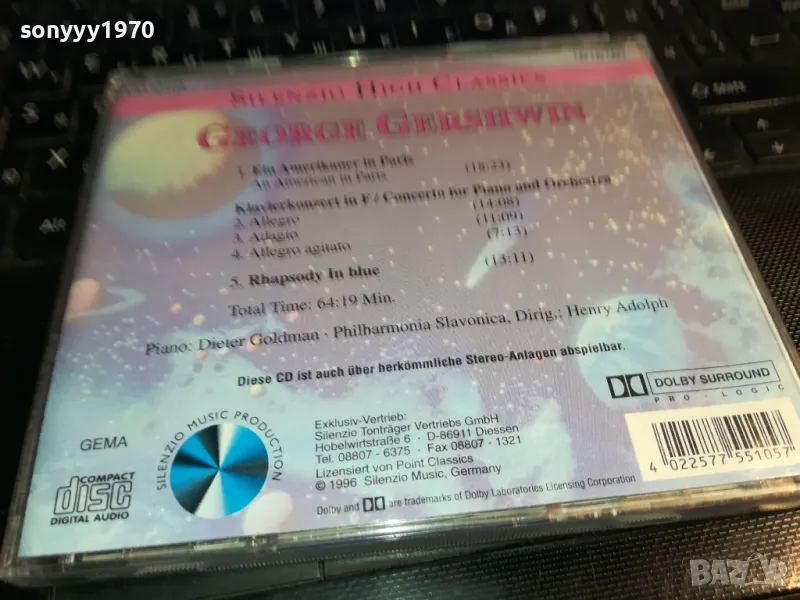 sonyyy1970
SILENZIO HIGH CLASSICS
GEORGE GERSHWIN
1. Ein Amerikaner in Paris (18:23)
An American in Paris
Klavierkonzert in F / Concerto for Piano and Orchestra
2. Allegro (14:08)
3. Adagio (11:09)
4. Allegro agitato (7:13)
5. Rhapsody In blue (13:11)
Total Time: 64:19 Min.
Piano: Dieter Goldman · Philharmonia Slavonica, Dirig.: Henry Adolph
Diese CD ist auch über herkömmliche Stereo-Anlagen abspielbar.
DOLBY SURROUND
PRO · LOGIC
GEMA
COMPACT
disc
DIGITAL AUDIO
SILENZIO MUSIC PRODUCTION
Exklusiv-Vertrieb:
Silenzio Tonträger Vertriebs GmbH
Hobelwirtstraße 6 · D-86911 Diessen
Tel. 08807 - 6375 · Fax 08807 - 1321
Lizensiert von Point Classics
© 1996 Silenzio Music, Germany
Dolby and DD are trademarks of Dolby Laboratories Licensing Corporation
4 022577 551057
Shift
BAZAR